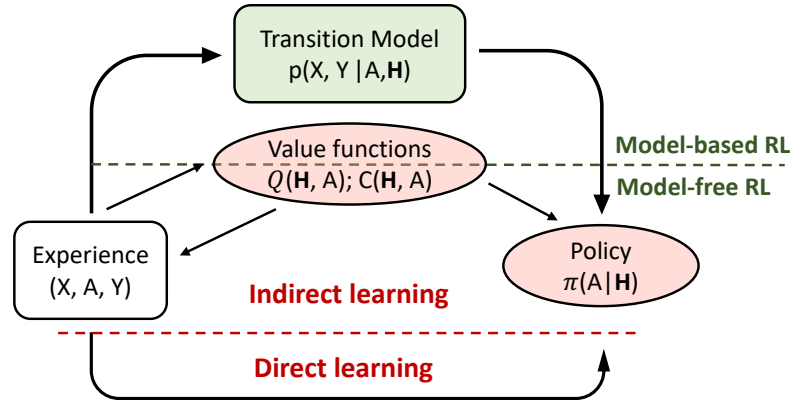 Transition Model
p(X, Y |A,H)
Value functions
Q(H, A); C(H, A)
Model-based RL
Model-free RL
Experience
(X, A, Y)
Policy
π(A|H)
Indirect learning
Direct learning